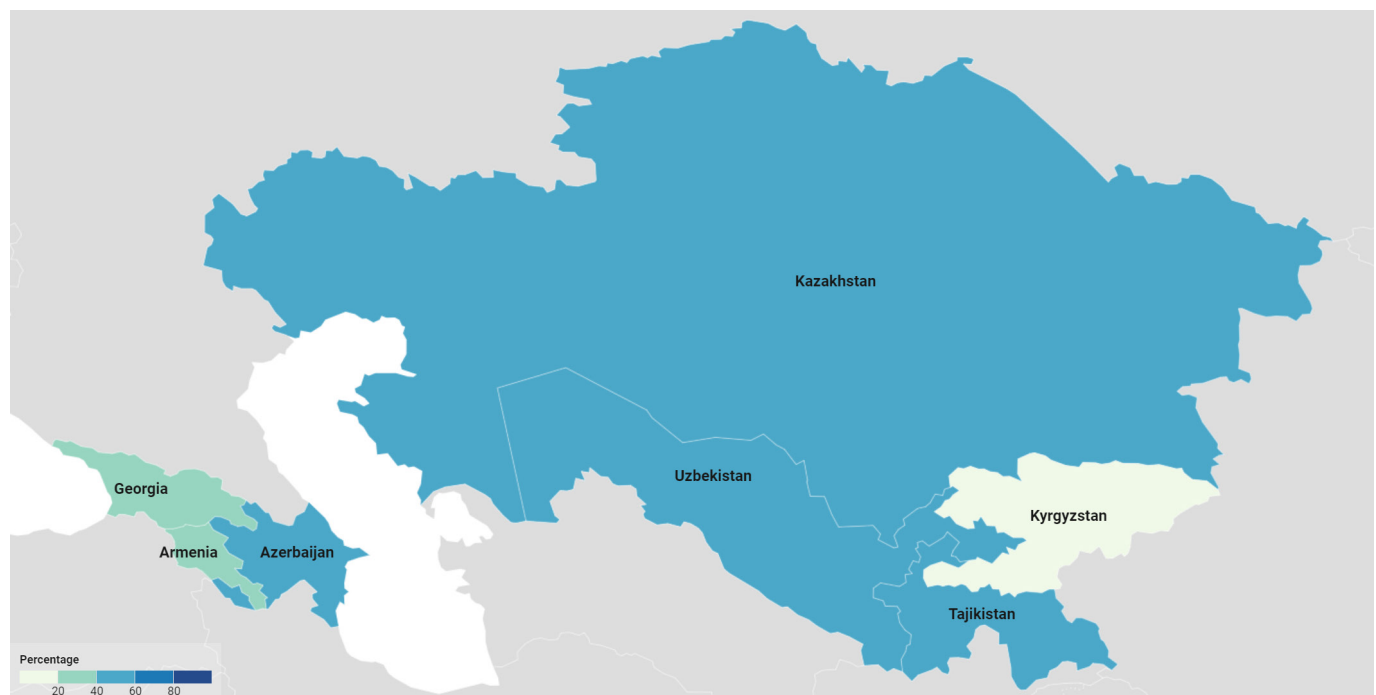 Kazakhstan
Uzbekistan
Georgia
Kyrgyzstan
Armenia
Azerbaijan
Tajikistan
Percentage
20 40 60 80